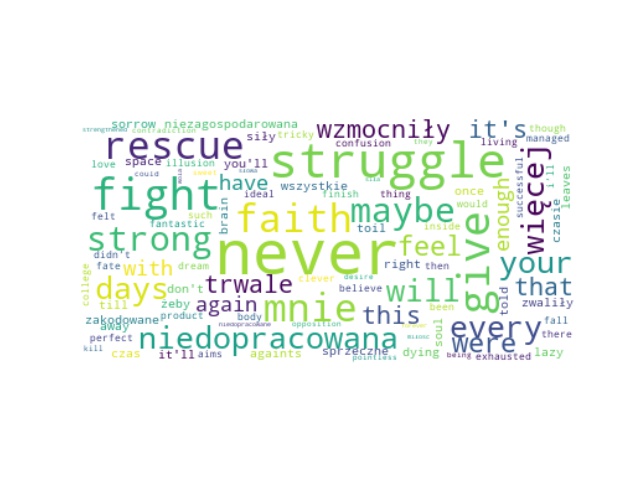 sorrow niezagospodarowana
strengthened contradiction
siły tricky
wzmocniły
it's
though
managed
rescue
confusion
they
living
struggle
love
space illusion you'll
could
sweet
have
wszystkie
ideal
finish
thing
once
enough
successful
więcej
i'll
leaves
czasie
fight
felt
such
fantastic
brain
faith
maybe
toil
would
inside
give
strong
never
feel
your
didn't
fate
with
dream
right then
college
days
don't
trwale
clever
desire
believe
will
that
told
till
zeby
again
mnie
this
been
zwaliły
zakodowane
product
body
away
niedopracowane
opposition
soul
every
fall
there
perfect
niedopracowana
were
kill
czas
it'll
aims
againts
sprzeczne
pointless
dying
being
exhausted
lazy